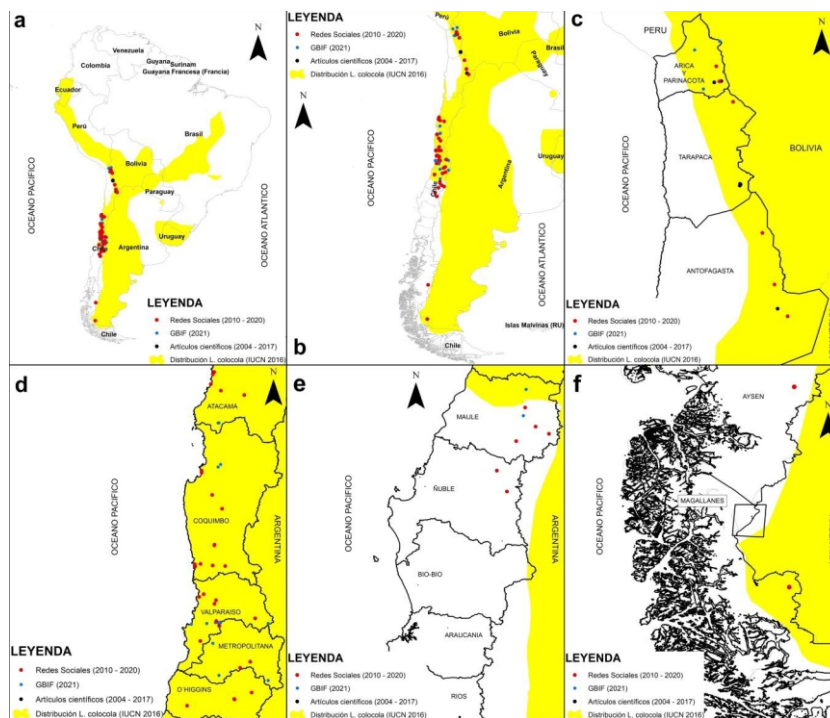 a
N
Venezuela
Guyana
Surinam
Guayana Francesa (Francia)
Colombia
Ecuador
Perú
Brasil
Bolivia
Paraguay
Chile
Argentina
Uruguay
OCEANO PACIFICO
OCEANO ATLANTICO
Chile
LEYENDA
Redes Sociales (2010 - 2020)
GBIF (2021)
Artículos científicos (2004 - 2017)
Distribución L. colocola (IUCN 2016)
b
LEYENDA
Redes Sociales (2010 - 2020)
GBIF (2021)
Artículos científicos (2004 - 2017)
Distribución L. colocola (IUCN 2016)
N
Perú
Bolivia
Brasil
Paraguay
Uruguay
Argentina
Chile
OCEANO PACIFICO
OCEANO ATLANTICO
Islas Malvinas (RU)
Chile
c
N
PERU
ARICA
Y
PARINACOTA
TARAPACA
BOLIVIA
ANTOFAGASTA
OCEANO PACIFICO
LEYENDA
Redes Sociales (2010 - 2020)
GBIF (2021)
Artículos científicos (2004 - 2017)
Distribución L. colocola (IUCN 2016)
d
N
ATACAMA
COQUIMBO
ARGENTINA
VALPARAISO
METROPOLITANA
O´HIGGINS
OCEANO PACIFICO
LEYENDA
Redes Sociales (2010 - 2020)
GBIF (2021)
Artículos científicos (2004 - 2017)
Distribución L. colocola (IUCN 2016)
e
N
MAULE
ÑUBLE
BIO-BIO
ARAUCANIA
RIOS
ARGENTINA
OCEANO PACIFICO
LEYENDA
Redes Sociales (2010 - 2020)
GBIF (2021)
Artículos científicos (2004 - 2017)
Distribución L. colocola (IUCN 2016)
f
N
AYSEN
MAGALLANES
OCEANO PACIFICO
ARGENTINA
LEYENDA
Redes Sociales (2010 - 2020)
GBIF (2021)
Artículos científicos (2004 - 2017)
Distribución L. colocola (IUCN 2016)